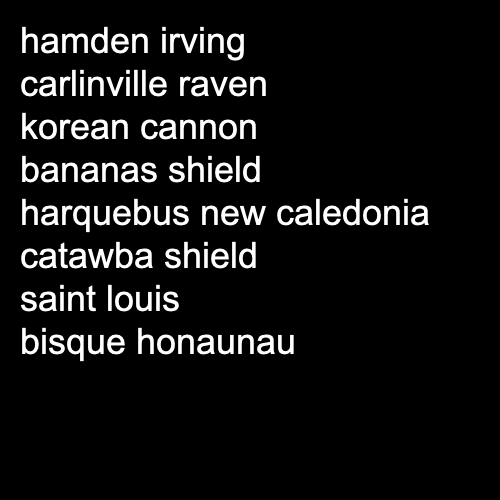 hamden irving
carlinville raven
korean cannon
bananas shield
harquebus new caledonia
catawba shield
saint louis
bisque honaunau